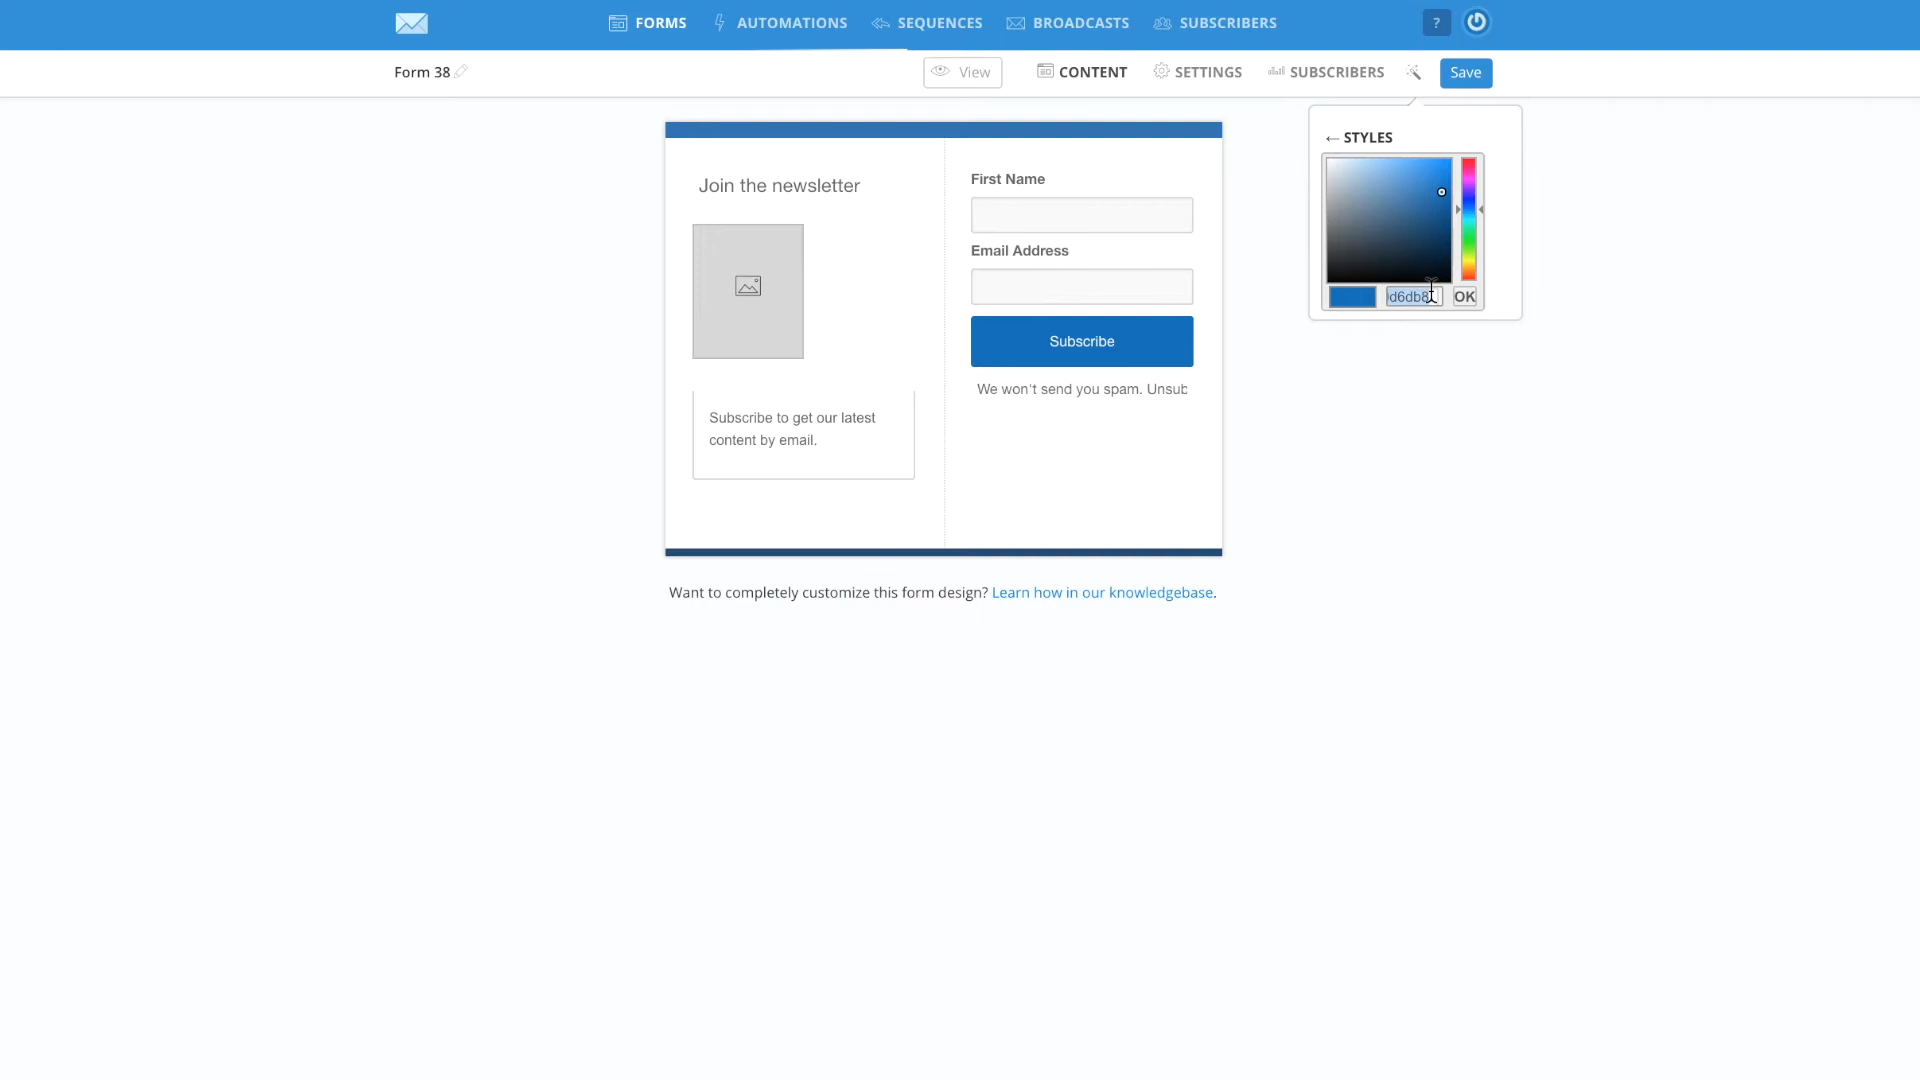 FORMS AUTOMATIONS SEQUENCES BROADCASTS SUBSCRIBERS ?
Form 38 View CONTENT SETTINGS SUBSCRIBERS Save
← STYLES
d6db8 OK
Join the newsletter
Subscribe to get our latest
content by email.
First Name
Email Address
Subscribe
We won't send you spam. Unsub
Want to completely customize this form design? Learn how in our knowledgebase.